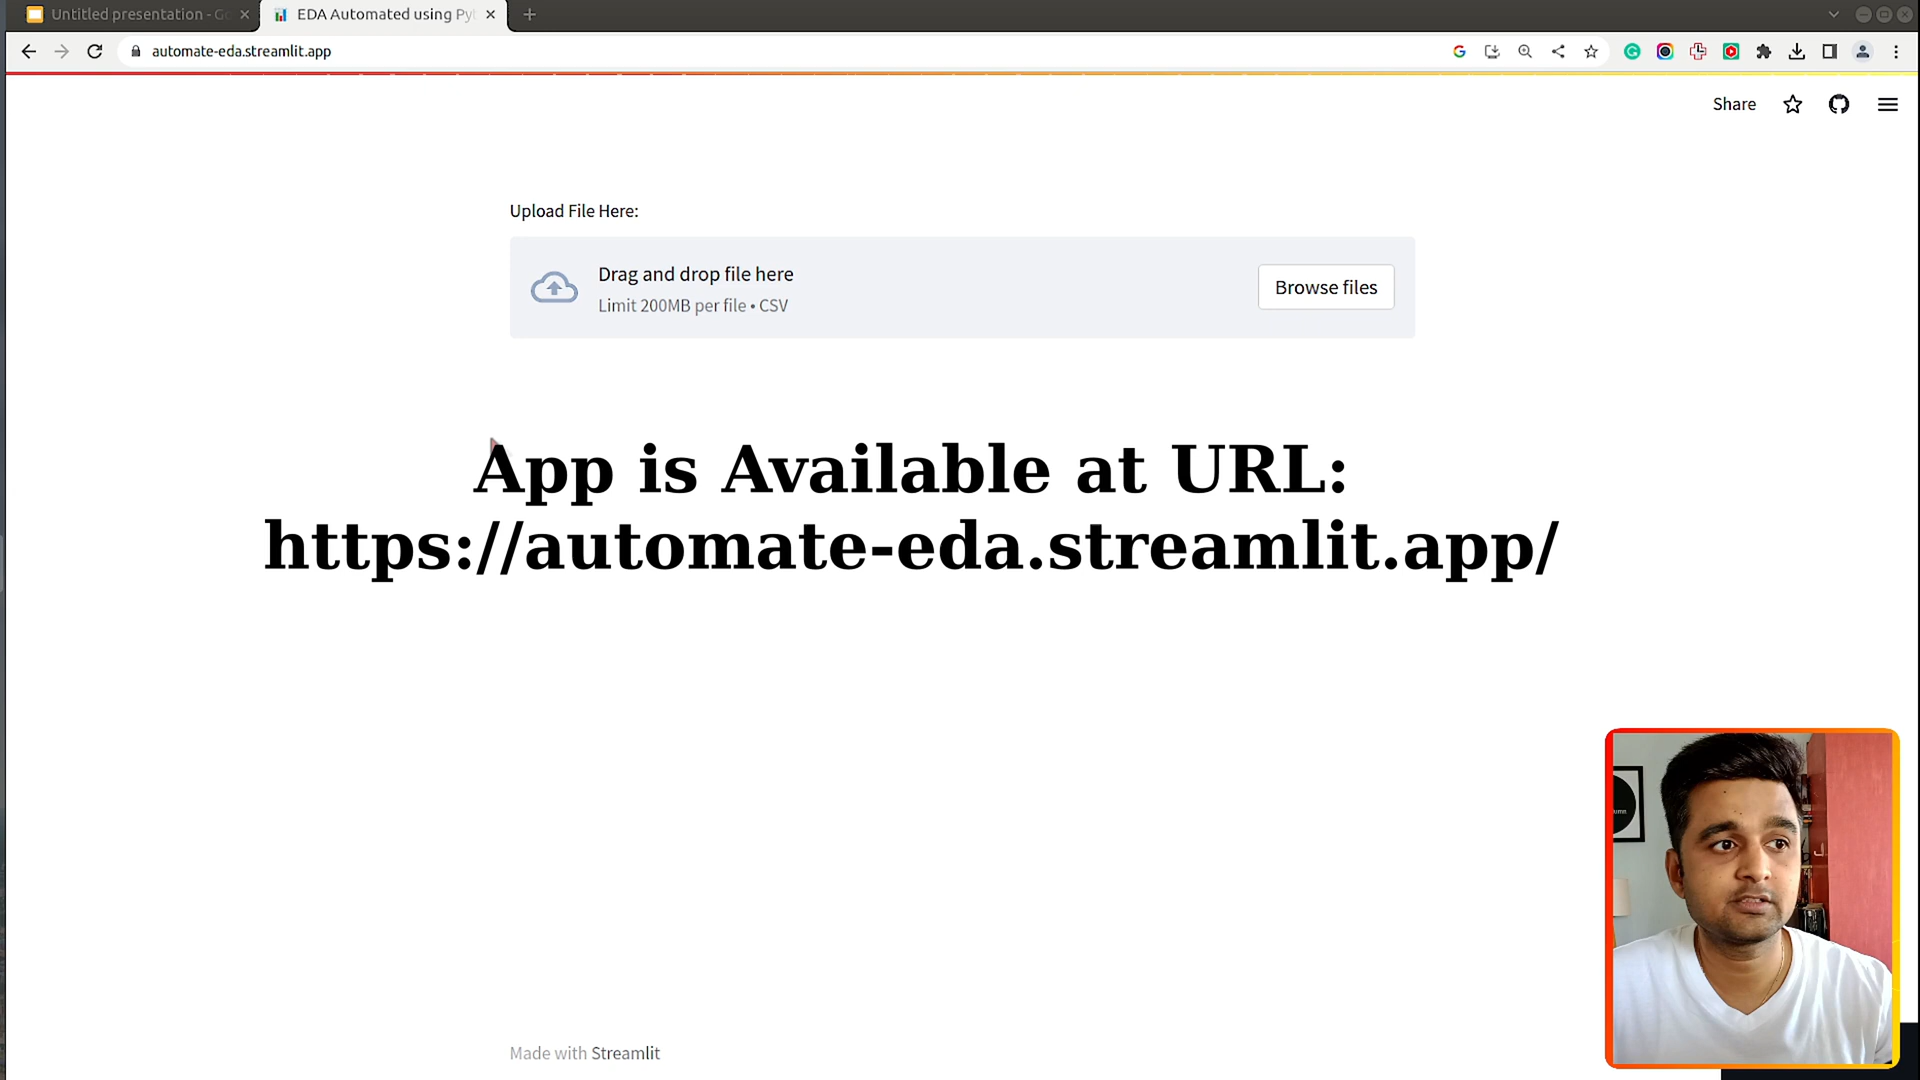 Untitled presentation - Go
EDA Automated using Pyt
automate-eda.streamlit.app
Share
Upload File Here:
Drag and drop file here
Limit 200MB per file • CSV
Browse files
App is Available at URL:
https://automate-eda.streamlit.app/
Made with Streamlit